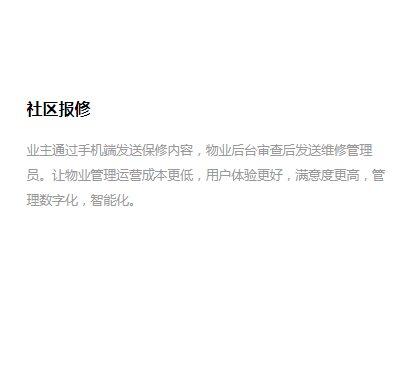 社区报修
业主通过手机端发送保修内容，物业后台审查后发送维修管理
员。让物业管理运营成本更低，用户体验更好，满意度更高，管
理数字化，智能化。